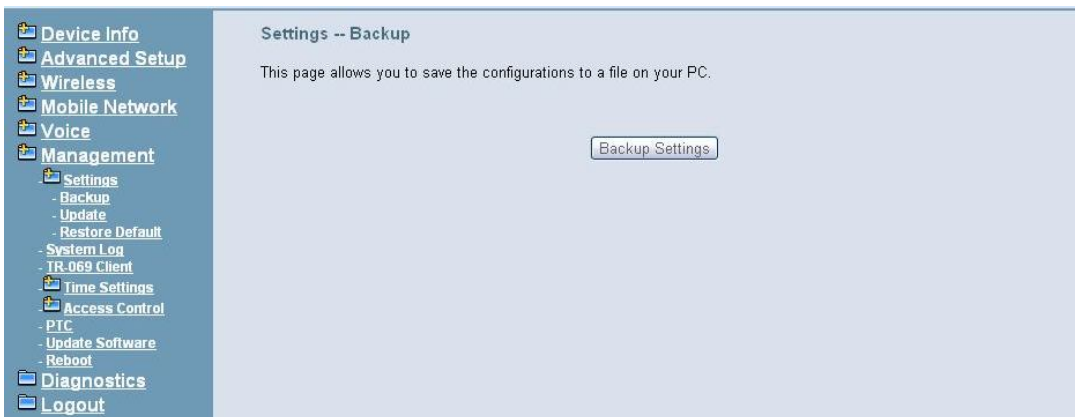 Device Info
Advanced Setup
Wireless
Mobile Network
Voice
Management
- Settings
- Backup
- Update
- Restore Default
- System Log
- TR-069 Client
- Time Settings
- Access Control
- PTC
- Update Software
- Reboot
Diagnostics
Logout
Settings -- Backup
This page allows you to save the configurations to a file on your PC.
Backup Settings